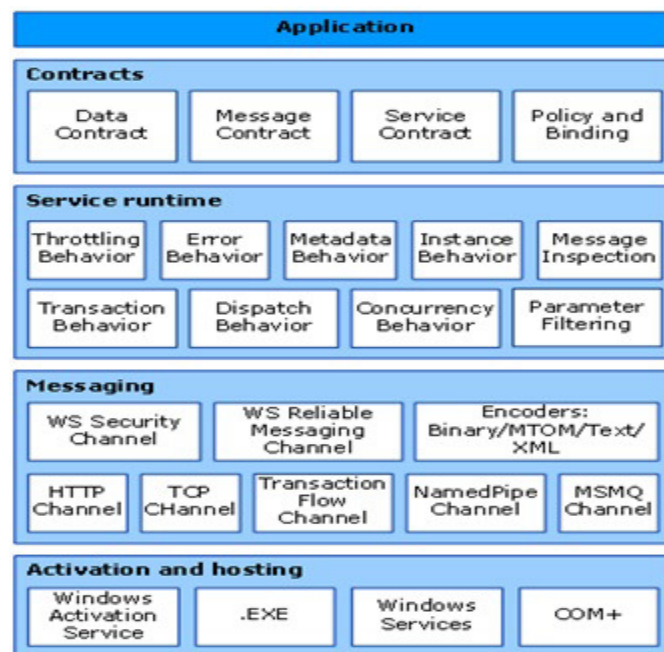 Application
Contracts
Data
Contract
Message
Contract
Service
Contract
Policy and
Binding
Service runtime
Throttling
Behavior
Error
Behavior
Metadata
Behavior
Instance
Behavior
Message
Inspection
Transaction
Behavior
Dispatch
Behavior
Concurrency
Behavior
Parameter
Filtering
Messaging
WS Security
Channel
WS Reliable
Messaging
Channel
Encoders:
Binary/MTOM/Text/
XML
HTTP
Channel
TCP
CHannel
Transaction
Flow
Channel
NamedPipe
Channel
MSMQ
Channel
Activation and hosting
Windows
Activation
Service
.EXE
Windows
Services
COM+